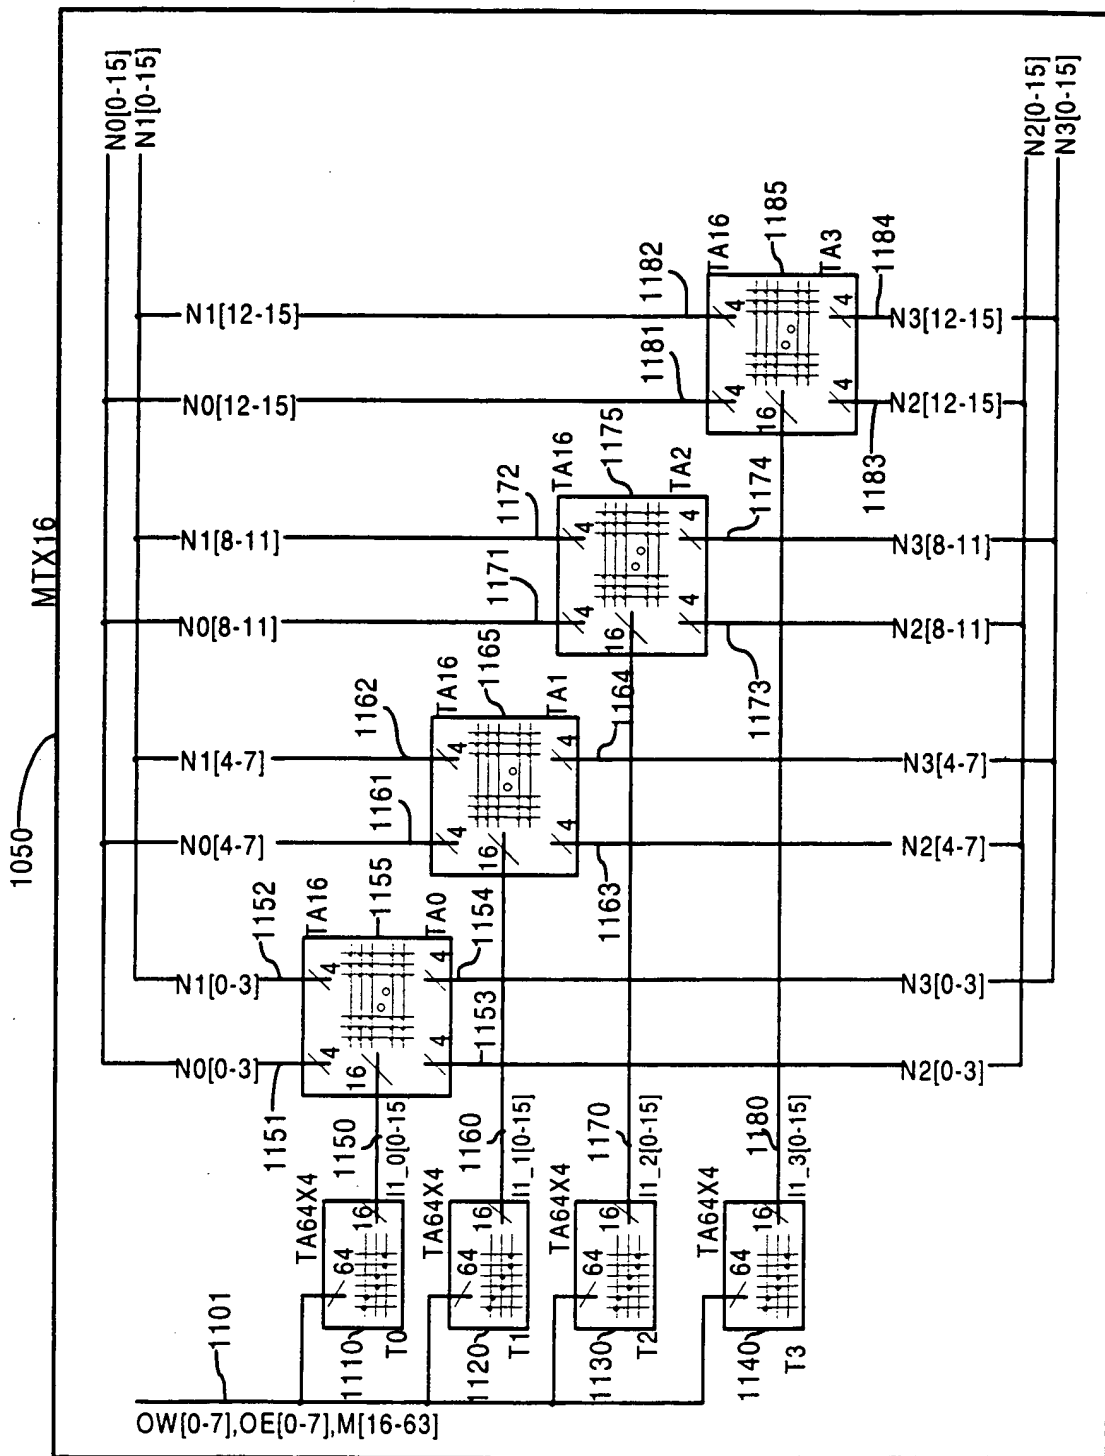 MTX16
1050
N0[0-15]
N1[0-15]
N0[0-3]
N1[0-3]
N0[4-7]
N1[4-7]
N0[8-11]
N1[8-11]
N0[12-15]
N1[12-15]
1151
1152
1161
1162
1171
1172
1181
1182
TA16
1155
TA0
4
4
16
4
4
1153
1154
TA16
1165
TA1
4
4
16
4
4
1163
1164
TA16
1175
TA2
4
4
16
4
4
1173
1174
TA16
1185
TA3
4
4
16
4
4
1183
1184
N2[0-3]
N3[0-3]
N2[4-7]
N3[4-7]
N2[8-11]
N3[8-11]
N2[12-15]
N3[12-15]
N2[0-15]
N3[0-15]
1101
OW[0-7],OE[0-7],M[16-63]
TA64X4
64
16
1110
T0
1150
I1_0[0-15]
TA64X4
64
16
1120
T1
1160
I1_1[0-15]
TA64X4
64
16
1130
T2
1170
I1_2[0-15]
TA64X4
64
16
1140
T3
1180
I1_3[0-15]